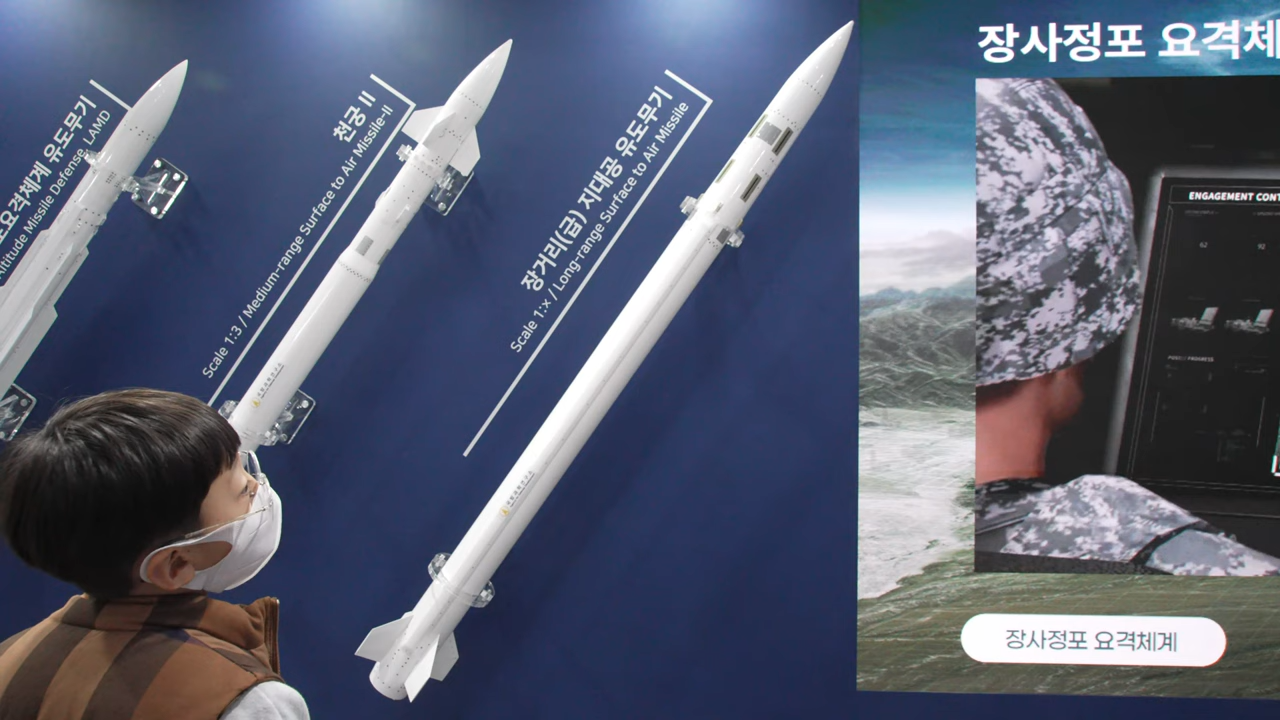 요격체계 유도무기
Altitude Missile Defense, LAMD
천궁 II
Scale 1:3 / Medium-range Surface to Air Missile-II
장거리(급) 지대공 유도무기
Scale 1:x / Long-range Surface to Air Missile
장사정포 요격체
ENGAGEMENT CONT
62
92
장사정포 요격체계